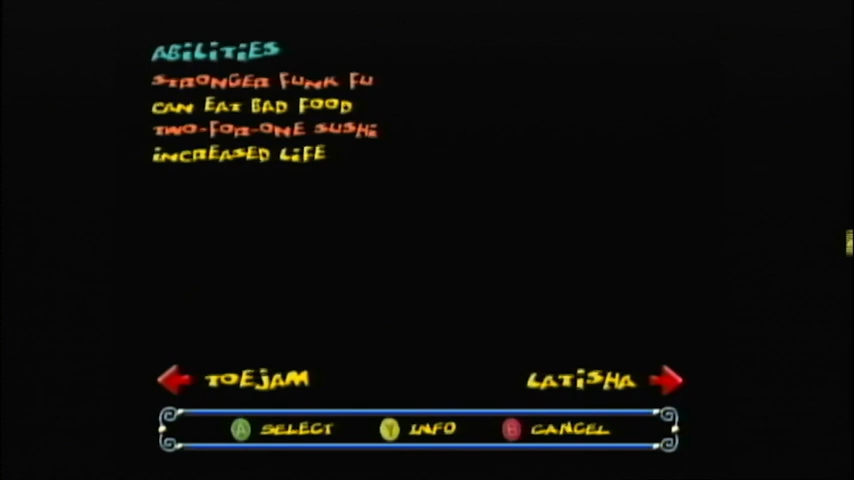 ABILITIES
STRONGER FUNK FU
CAN EAT BAD FOOD
TWO-FOR-ONE SUSHI
INCREASED LIFE
TOEJAM LATISHA
A SELECT Y INFO B CANCEL